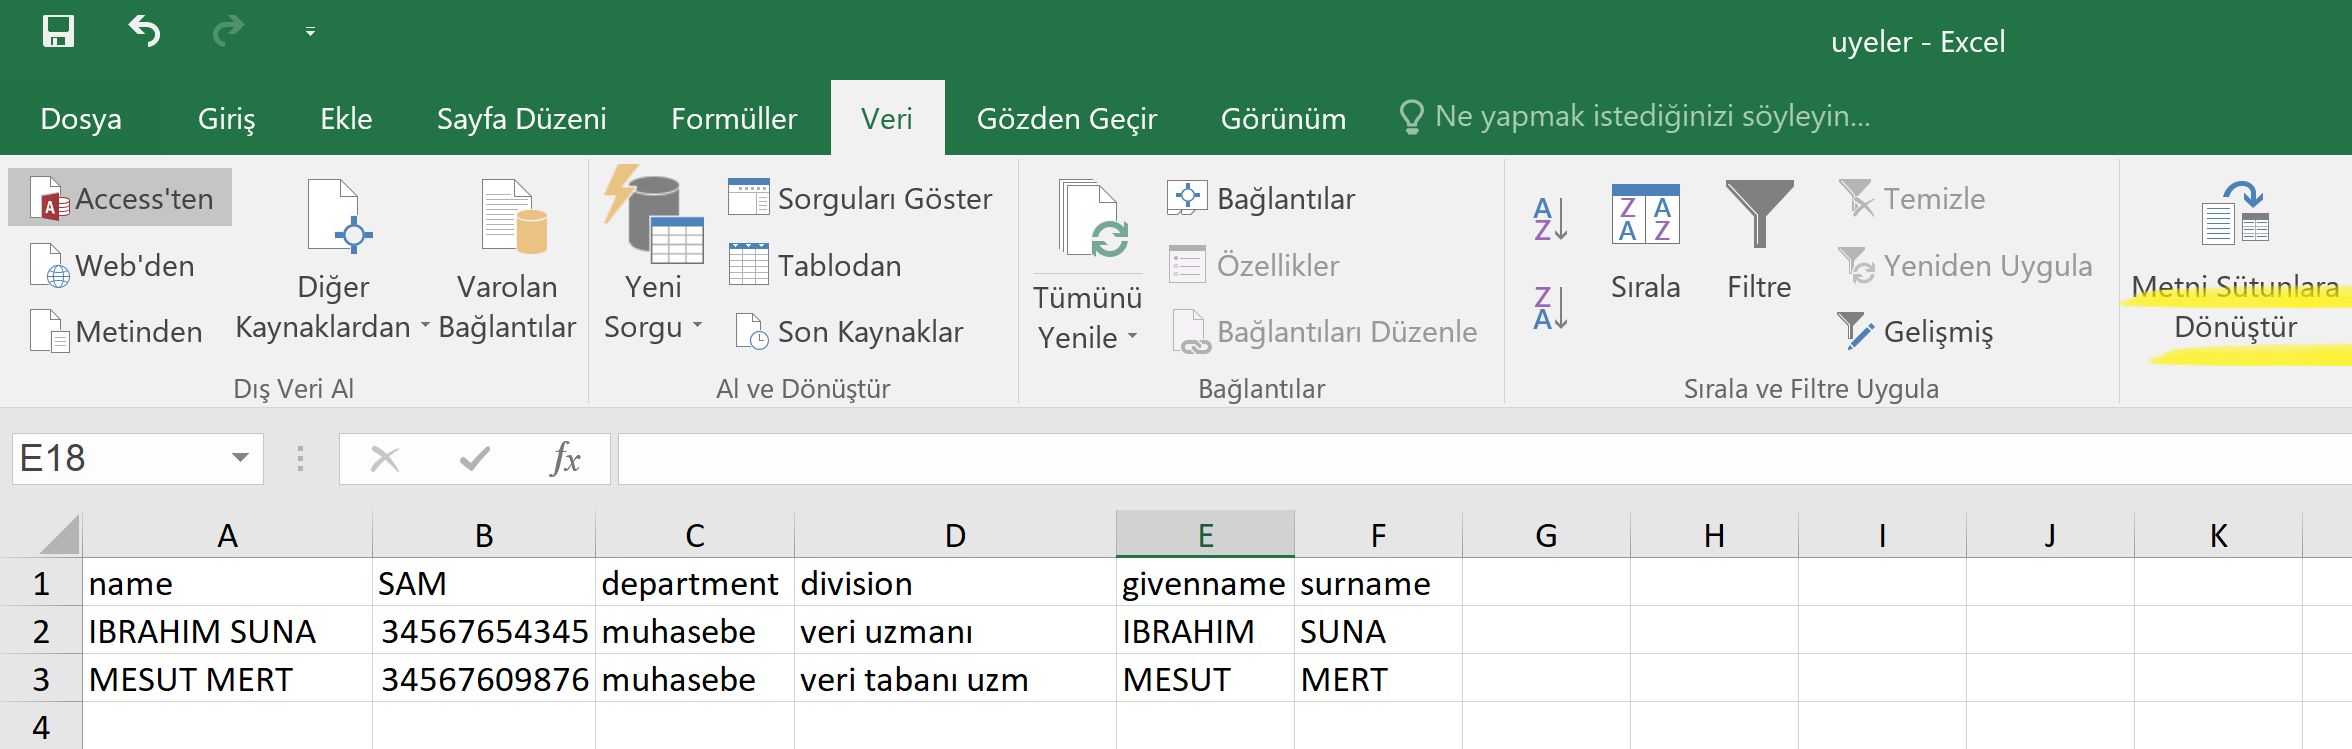 uyeler - Excel
Dosya Giriş Ekle Sayfa Düzeni Formüller Veri Gözden Geçir Görünüm Ne yapmak istediğinizi söyleyin...
Access'ten
Web'den
Metinden
Diğer
Kaynaklardan
Varolan
Bağlantılar
Dış Veri Al
Yeni
Sorgu
Sorguları Göster
Tablodan
Son Kaynaklar
Al ve Dönüştür
Tümünü
Yenile
Bağlantılar
Özellikler
Bağlantıları Düzenle
Bağlantılar
Sırala
Filtre
Temizle
Yeniden Uygula
Gelişmiş
Sırala ve Filtre Uygula
Metni Sütunlara
Dönüştür
E18 fx
A B C D E F G H I J K
1 name SAM department division givenname surname
2 IBRAHIM SUNA 34567654345 muhasebe veri uzmanı IBRAHIM SUNA
3 MESUT MERT 34567609876 muhasebe veri tabanı uzm MESUT MERT
4